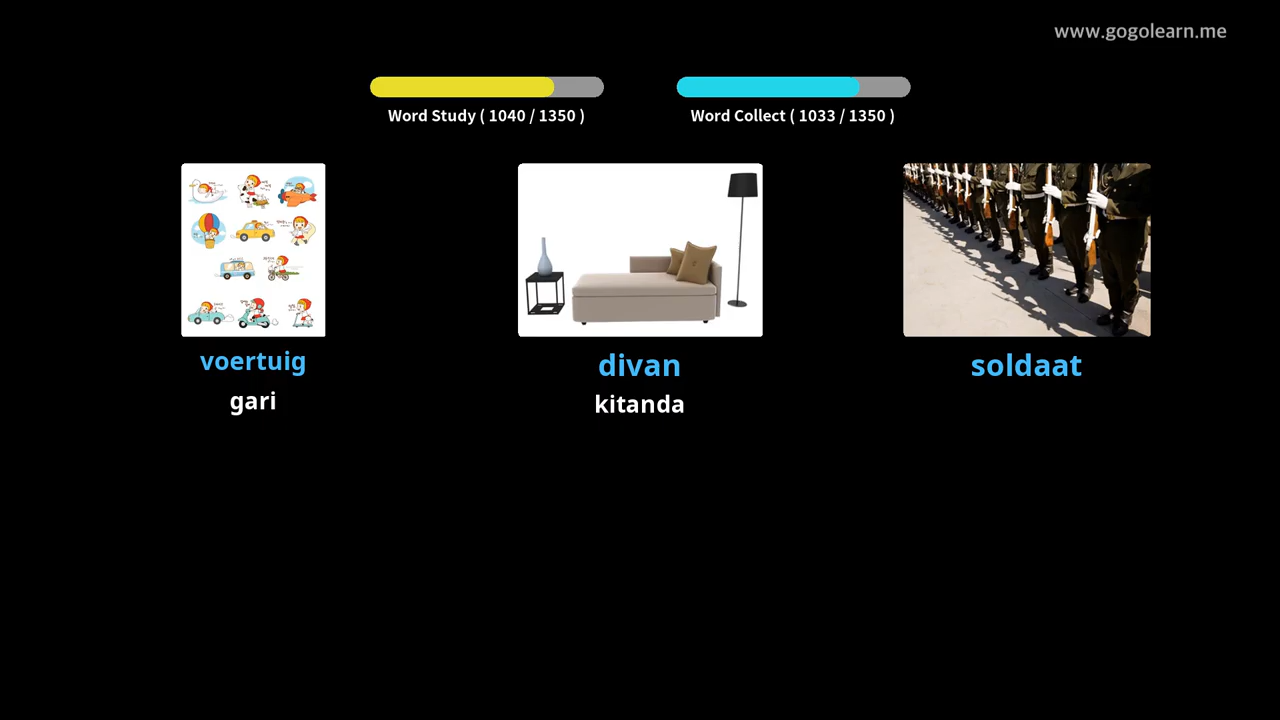 www.gogolearn.me
Word Study ( 1040 / 1350 )
Word Collect ( 1033 / 1350 )
voertuig
gari
divan
kitanda
soldaat